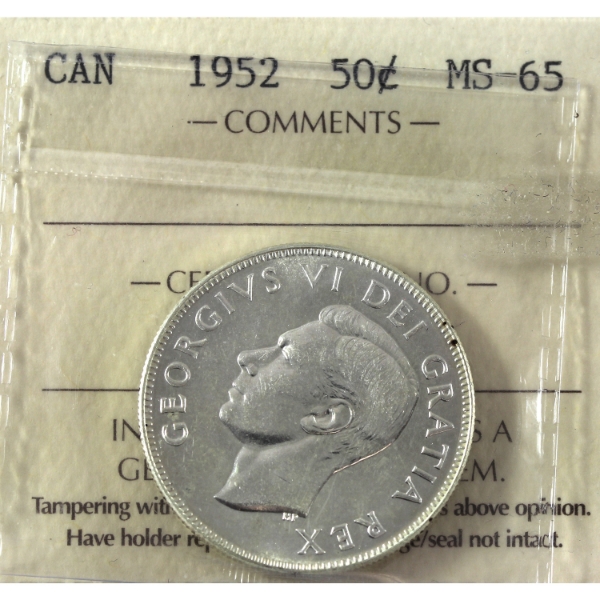 CAN 1952 50¢ MS-65
— COMMENTS —
GEORGIVS VI DEI GRATIA REX
HP
Tampering
above opinion.
Have holder
seal not intact.